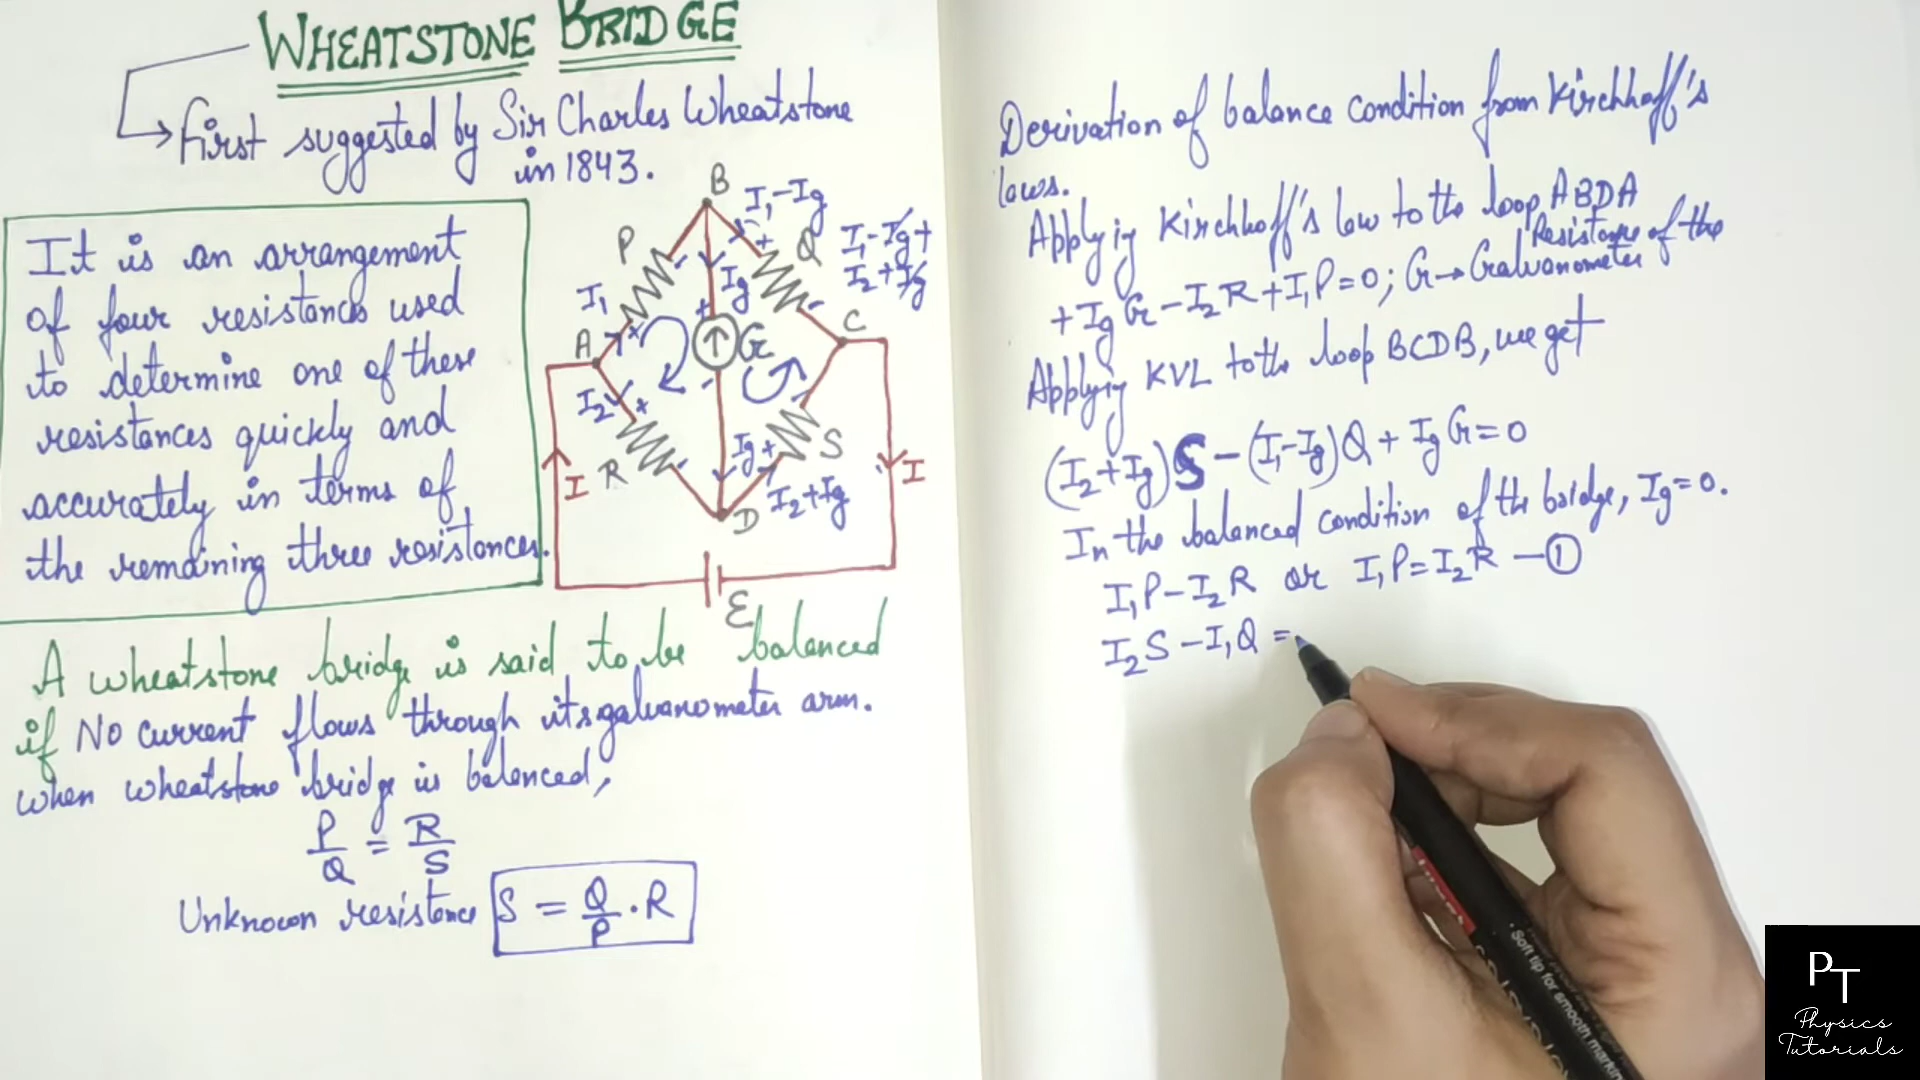 WHEATSTONE BRIDGE
First suggested by Sir Charles Wheatstone
in 1843.
It is an arrangement
of four resistances used
to determine one of these
resistances quickly and
accurately in terms of
the remaining three resistances.
B
I₁-Ig
P
Q
I₁-Ig+
I₂+Ig
I₁
Ig
A
G
C
I₂
R
Ig
S
I
D
I₂+Ig
I
ε
A wheatstone bridge is said to be balanced
if No current flows through its galvanometer arm.
When wheatstone bridge is balanced,
P/Q = R/S
Unknown resistance S = Q/P . R
Derivation of balance condition from Kirchhoff's
laws.
Applying Kirchhoff's law to the loop ABDA
+IgG-I₂R+I₁P=0; G→Resistance of the Galvanometer
Applying KVL to the loop BCDB, we get
(I₂+Ig)S-(I₁-Ig)Q+IgG=0
In the balanced condition of the bridge, Ig=0.
I₁P-I₂R or I₁P=I₂R —①
I₂S-I₁Q=
Soft tip for smooth marking
PT
Physics
Tutorials